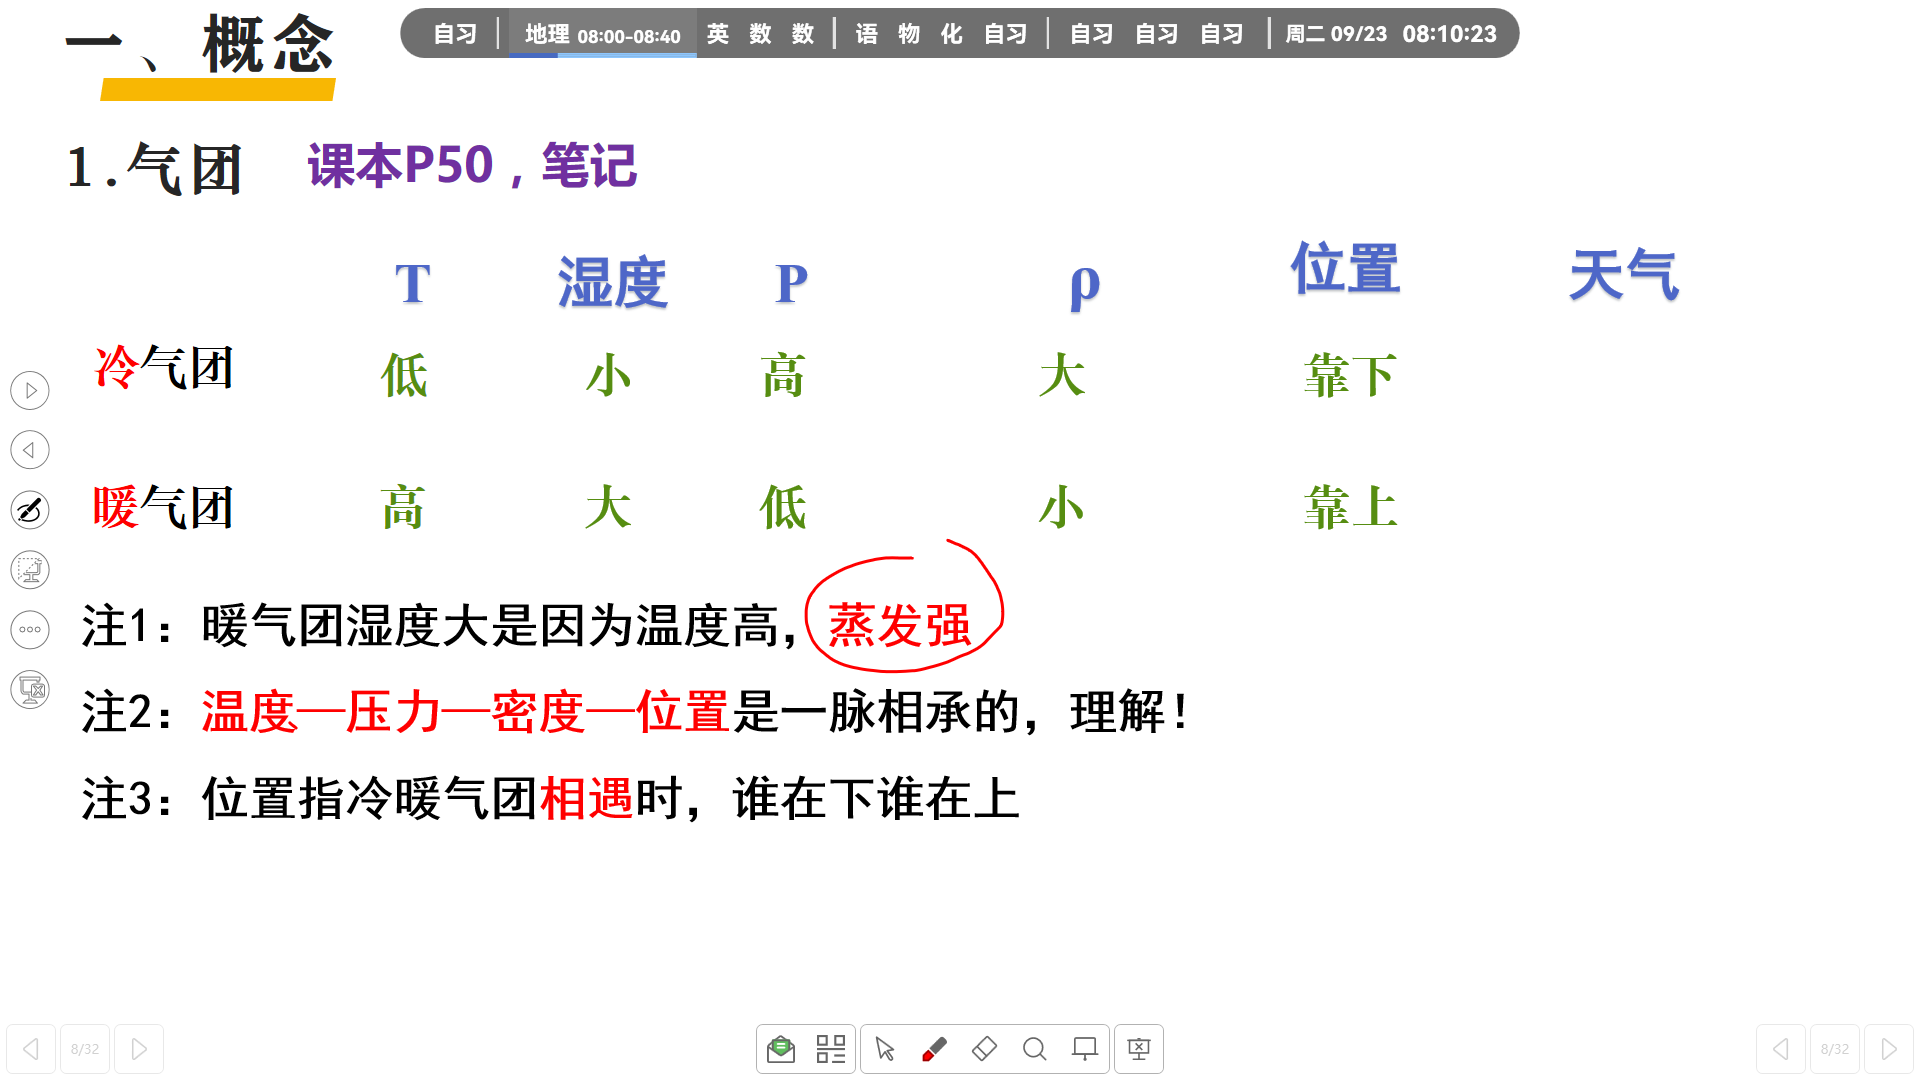 一、概念
自习 | 地理 08:00-08:40 英 数 数 | 语 物 化 自习 | 自习 自习 自习 | 周二 09/23 08:10:23
1.气团 课本P50，笔记
T 湿度 P ρ 位置 天气
冷气团 低 小 高 大 靠下
暖气团 高 大 低 小 靠上
注1：暖气团湿度大是因为温度高，蒸发强
注2：温度—压力—密度—位置是一脉相承的，理解！
注3：位置指冷暖气团相遇时，谁在下谁在上
8/32 8/32